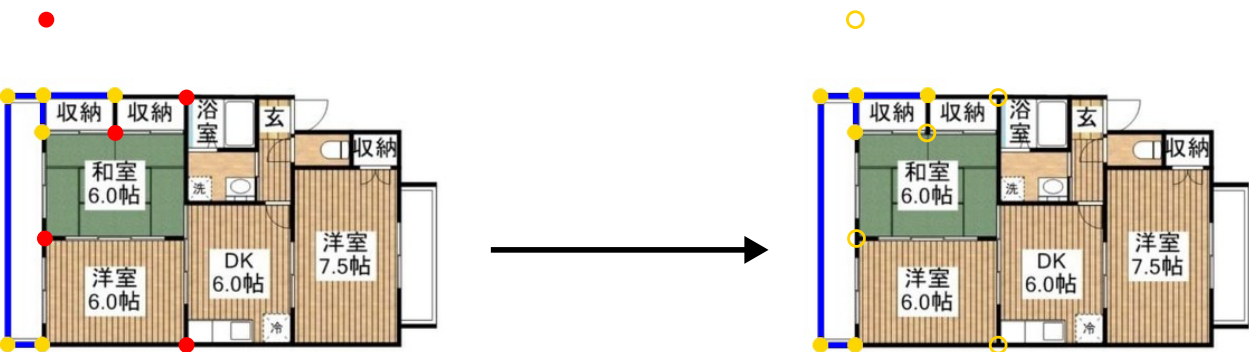 収納
収納
浴室
玄
収納
和室
6.0帖
洗
洋室
6.0帖
DK
6.0帖
洋室
7.5帖
冷
収納
収納
浴室
玄
収納
和室
6.0帖
洗
洋室
6.0帖
DK
6.0帖
洋室
7.5帖
冷